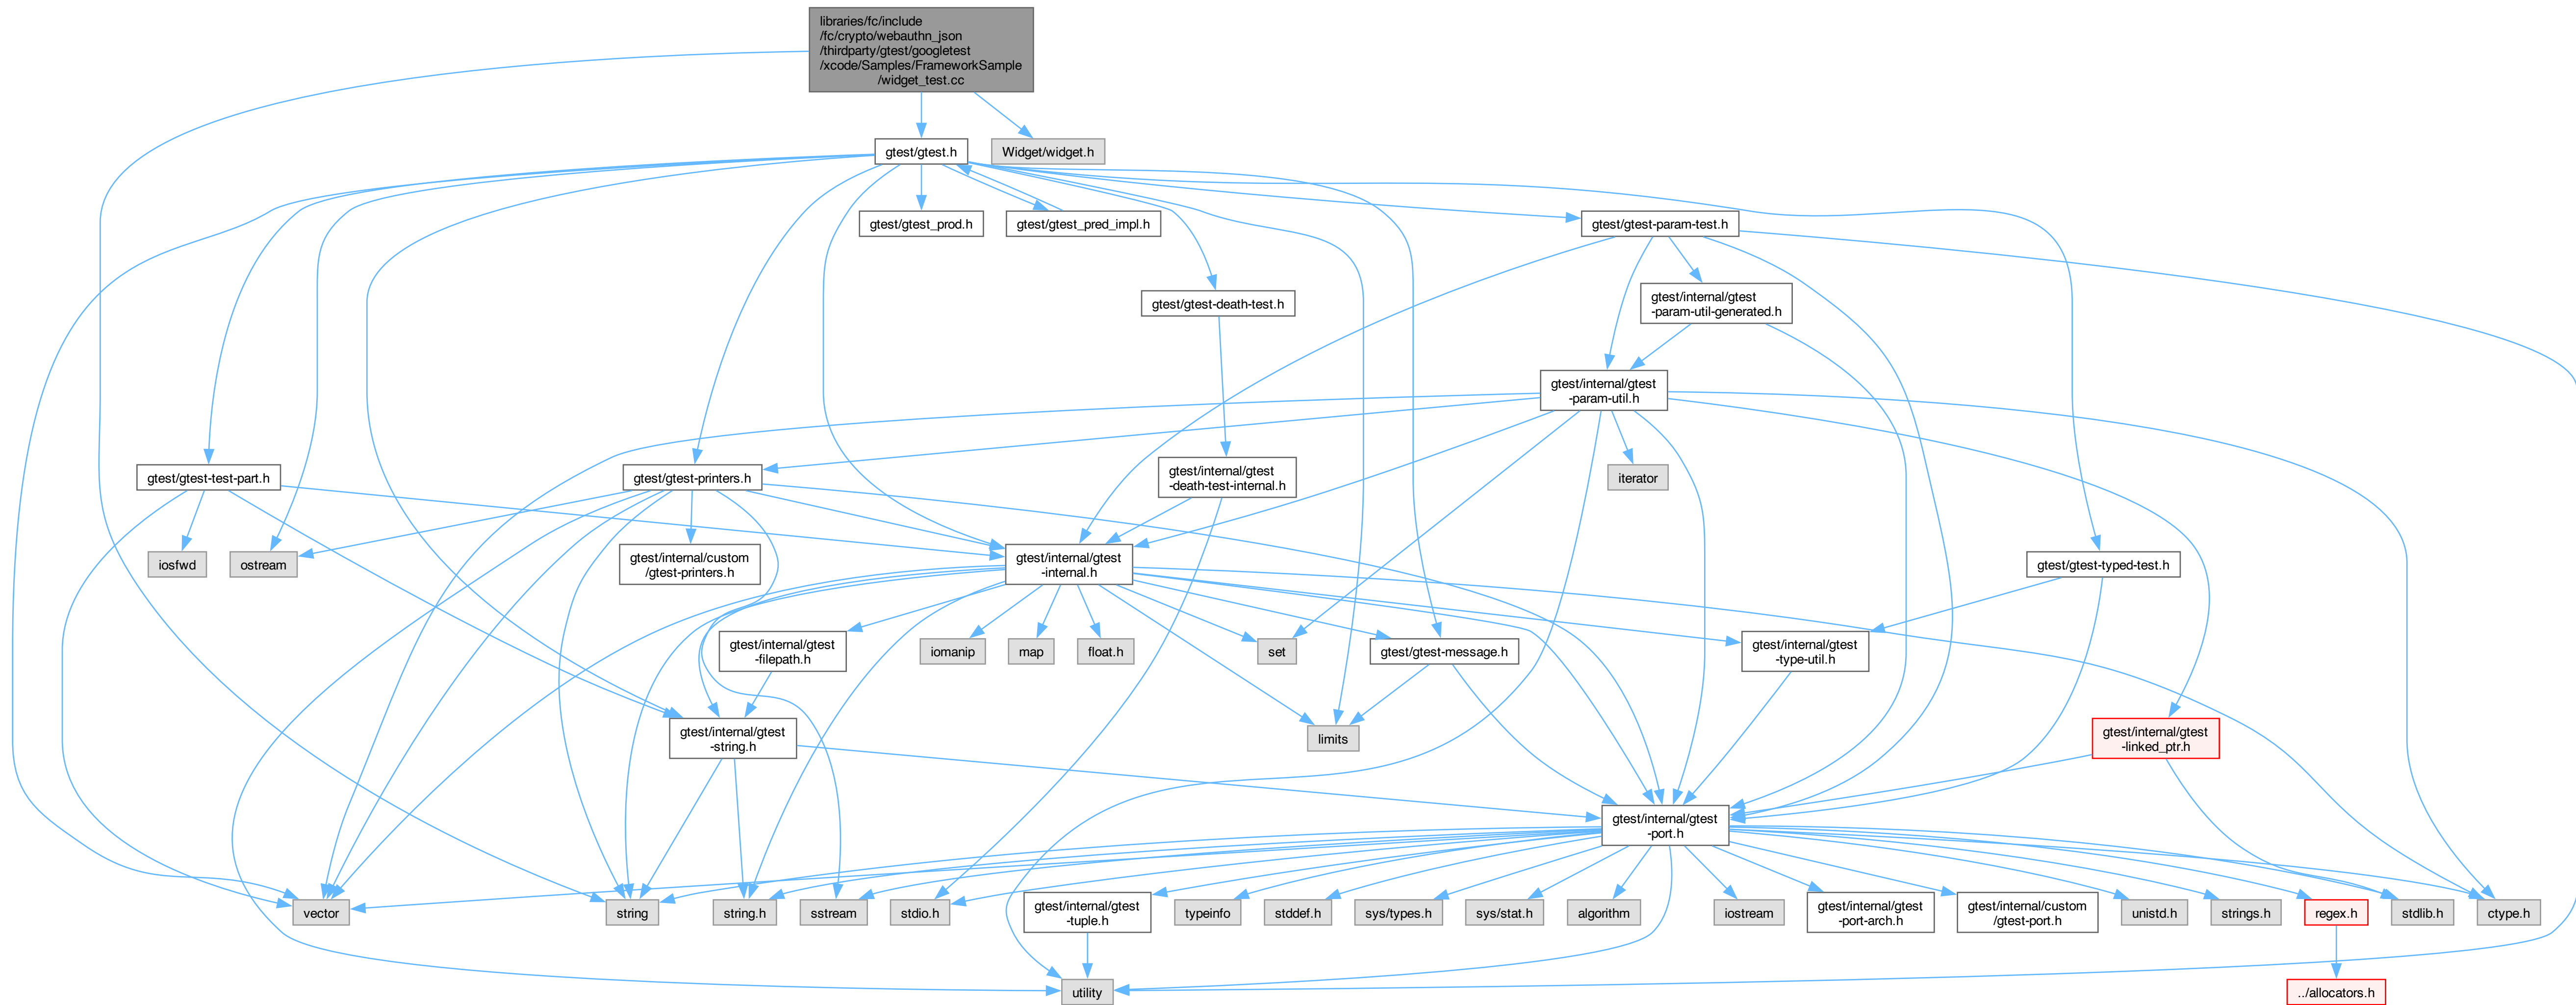 libraries/fc/include
/fc/crypto/webauthn_json
/thirdparty/gtest/googletest
/xcode/Samples/FrameworkSample
/widget_test.cc
gtest/gtest.h
Widget/widget.h
gtest/gtest_prod.h
gtest/gtest_pred_impl.h
gtest/gtest-param-test.h
gtest/gtest-death-test.h
gtest/internal/gtest
-param-util-generated.h
gtest/internal/gtest
-param-util.h
gtest/gtest-test-part.h
gtest/gtest-printers.h
gtest/internal/gtest
-death-test-internal.h
iterator
iosfwd
ostream
gtest/internal/custom
/gtest-printers.h
gtest/internal/gtest
-internal.h
gtest/gtest-typed-test.h
gtest/internal/gtest
-filepath.h
iomanip
map
float.h
set
gtest/gtest-message.h
gtest/internal/gtest
-type-util.h
gtest/internal/gtest
-string.h
limits
gtest/internal/gtest
-linked_ptr.h
gtest/internal/gtest
-port.h
vector
string
string.h
sstream
stdio.h
gtest/internal/gtest
-tuple.h
typeinfo
stddef.h
sys/types.h
sys/stat.h
algorithm
iostream
gtest/internal/gtest
-port-arch.h
gtest/internal/custom
/gtest-port.h
unistd.h
strings.h
regex.h
stdlib.h
ctype.h
utility
../allocators.h